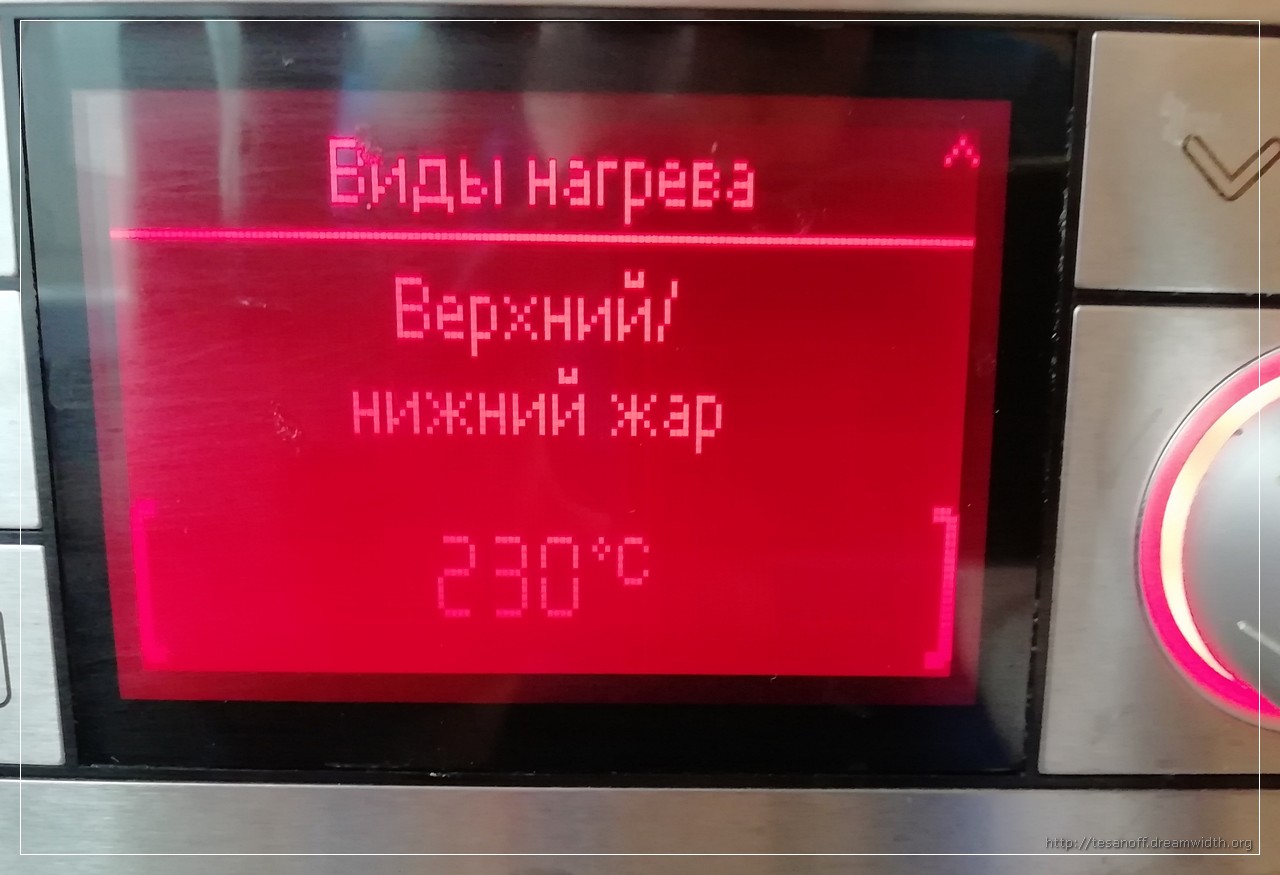 Виды нагрева
Верхний/
нижний жар
230°C
http://tesanoff.dreamwidth.org